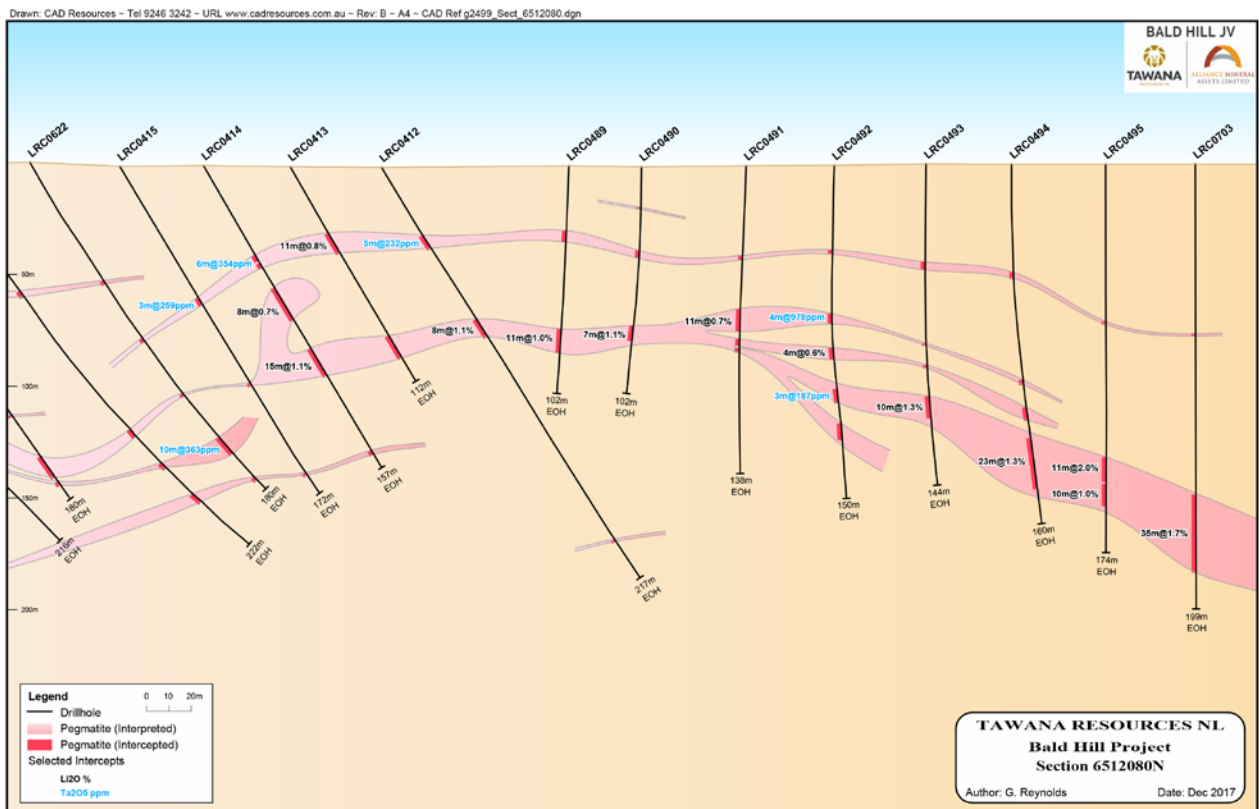 Drawn: CAD Resources ~ Tel 9246 3242 ~ URL www.cadresources.com.au ~ Rev: B ~ A4 ~ CAD Ref g2499_Sect_6512080.dgn
BALD HILL JV
TAWANA
RESOURCES NL
ALLIANCE MINERAL
ASSETS LIMITED
LRC0622
LRC0415
LRC0414
LRC0413
LRC0412
LRC0489
LRC0490
LRC0491
LRC0492
LRC0493
LRC0494
LRC0495
LRC0703
11m@0.8%
5m@232ppm
6m@354ppm
50m
3m@259ppm
8m@0.7%
8m@1.1%
11m@1.0%
7m@1.1%
11m@0.7%
4m@978ppm
4m@0.6%
15m@1.1%
100m
112m
EOH
102m
EOH
102m
EOH
3m@187ppm
10m@1.3%
10m@363ppm
23m@1.3%
11m@2.0%
10m@1.0%
157m
EOH
138m
EOH
144m
EOH
150m
150m
EOH
180m
EOH
180m
EOH
172m
EOH
160m
EOH
35m@1.7%
216m
EOH
222m
EOH
174m
EOH
217m
EOH
200m
199m
EOH
Legend
0 10 20m
Drillhole
Pegmatite (Interpreted)
Pegmatite (Intercepted)
Selected Intercepts
Li2O %
Ta2O5 ppm
TAWANA RESOURCES NL
Bald Hill Project
Section 6512080N
Author: G. Reynolds Date: Dec 2017